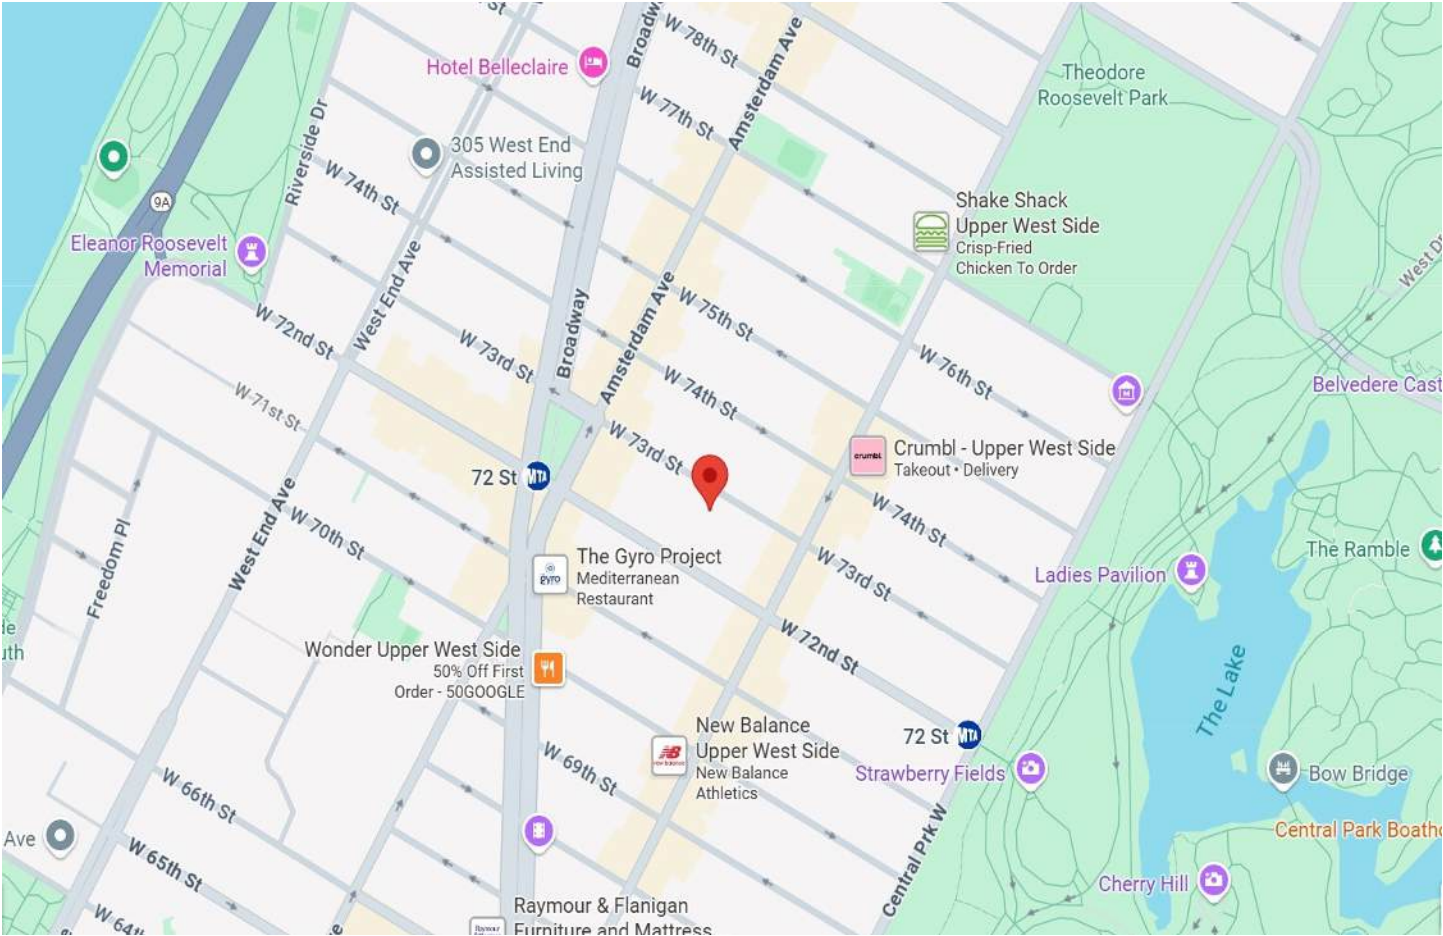 W 78th St
Hotel Belleclaire
Broadw
Amsterdam Ave
Theodore
Roosevelt Park
W 77th St
Riverside Dr
305 West End
Assisted Living
W 74th St
9A
Shake Shack
Upper West Side
Crisp-Fried
Chicken To Order
Eleanor Roosevelt
Memorial
West Dr
West End Ave
W 72nd St
Broadway
Amsterdam Ave
W 75th St
W 73rd St
W 76th St
W 71st St
W 74th St
Belvedere Cast
W 73rd St
crumbl
Crumbl - Upper West Side
Takeout • Delivery
72 St
MTA
West End Ave
W 70th St
W 74th St
Freedom Pl
The Gyro Project
Mediterranean
Restaurant
W 73rd St
Ladies Pavilion
The Ramble
W 72nd St
Wonder Upper West Side
50% Off First
Order - 50GOOGLE
The Lake
New Balance
Upper West Side
New Balance
Athletics
72 St
MTA
W 69th St
Strawberry Fields
Bow Bridge
W 66th St
Central Prk W
Central Park Boatho
Ave
W 65th St
Cherry Hill
W 64th
Raymour & Flanigan
Furniture and Mattress